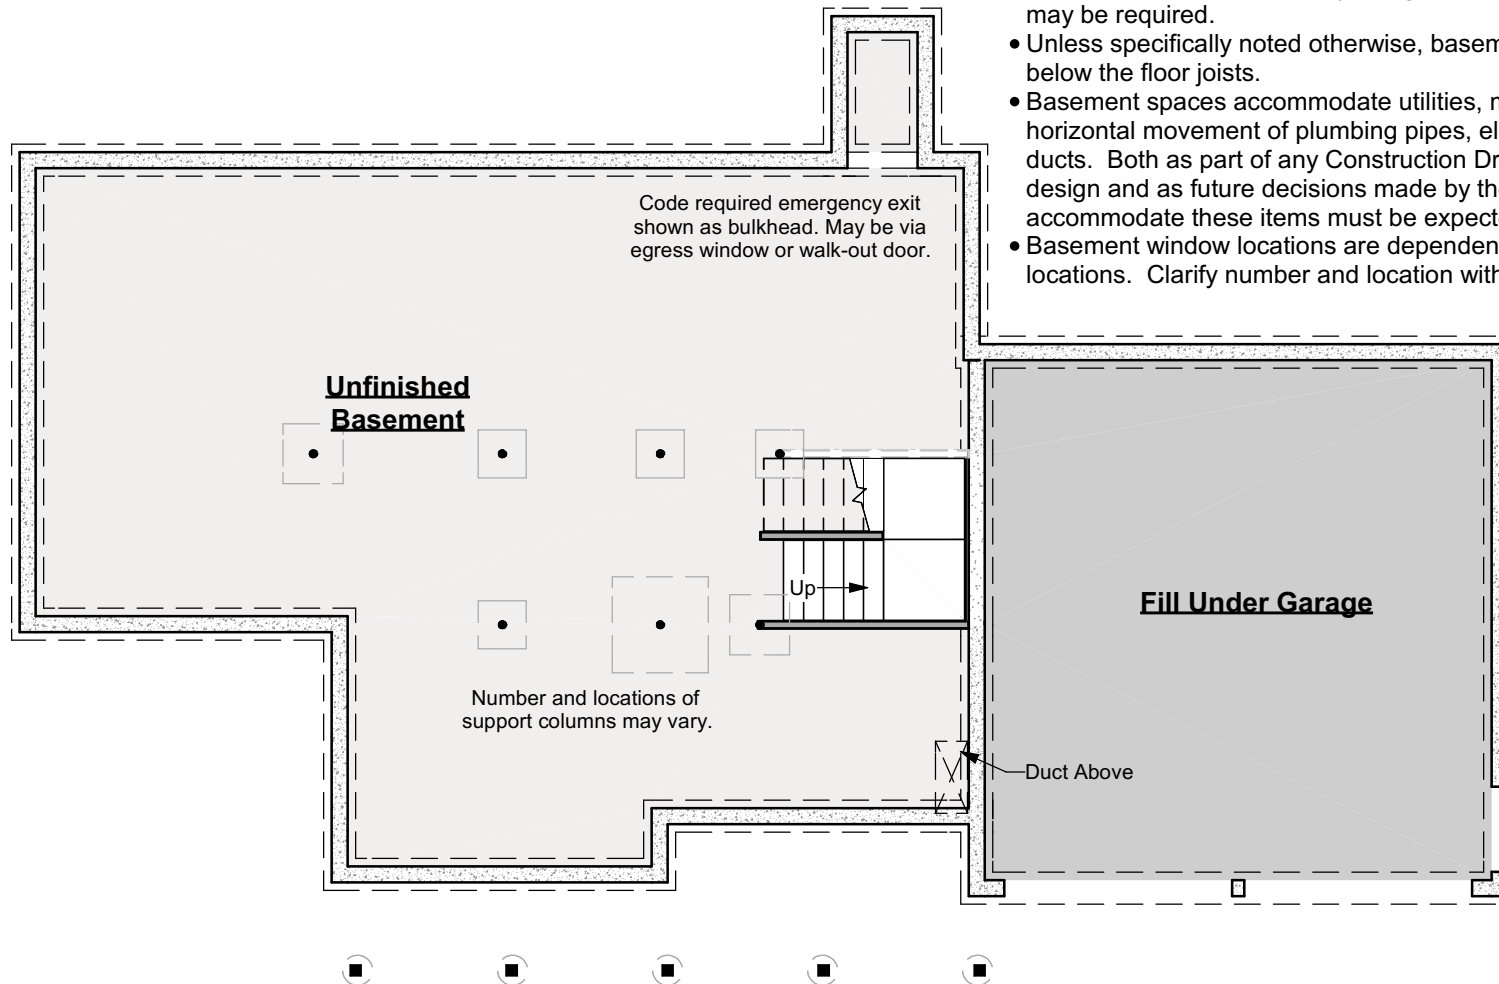 may be required.
• Unless specifically noted otherwise, basem
below the floor joists.
• Basement spaces accommodate utilities, m
horizontal movement of plumbing pipes, el
ducts. Both as part of any Construction Dr
design and as future decisions made by the
accommodate these items must be expect
• Basement window locations are dependen
locations. Clarify number and location with
Code required emergency exit
shown as bulkhead. May be via
egress window or walk-out door.
Unfinished
Basement
Up
Fill Under Garage
Number and locations of
support columns may vary.
Duct Above